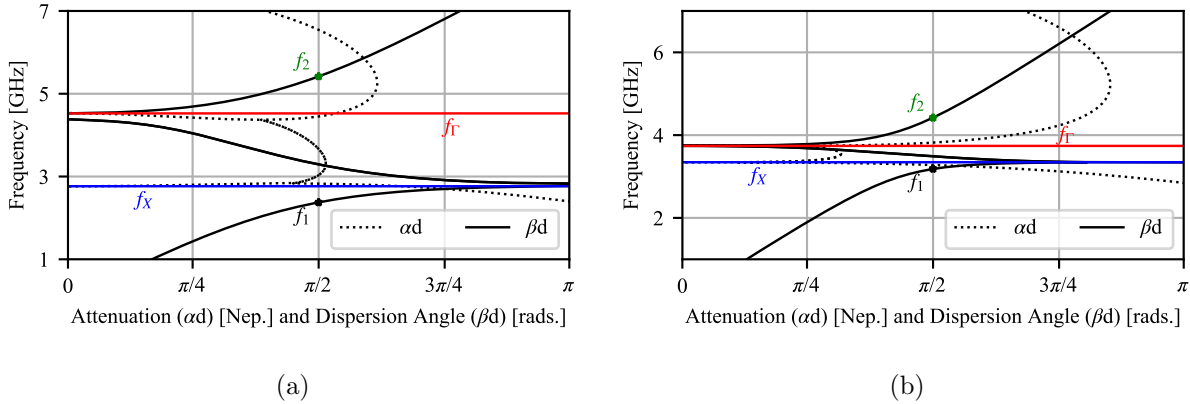 7
5
3
1
Frequency [GHz]
f2
fΓ
fX
f1
αd
βd
0
π/4
π/2
3π/4
π
Attenuation (αd) [Nep.] and Dispersion Angle (βd) [rads.]
(a)
6
4
2
Frequency [GHz]
f2
fΓ
fX
f1
αd
βd
0
π/4
π/2
3π/4
π
Attenuation (αd) [Nep.] and Dispersion Angle (βd) [rads.]
(b)